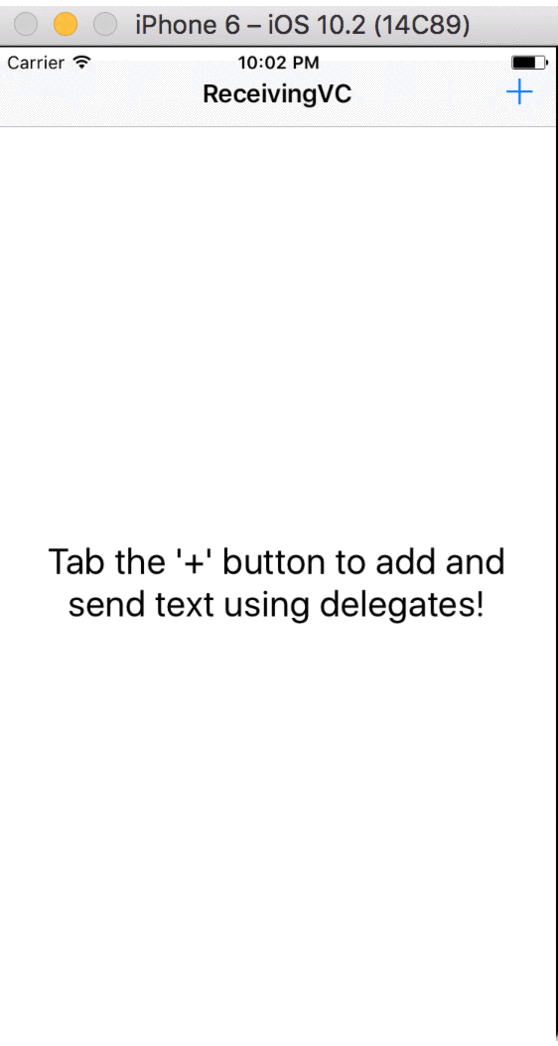 iPhone 6 – iOS 10.2 (14C89)
Carrier 10:02 PM
ReceivingVC +
Tab the '+' button to add and
send text using delegates!